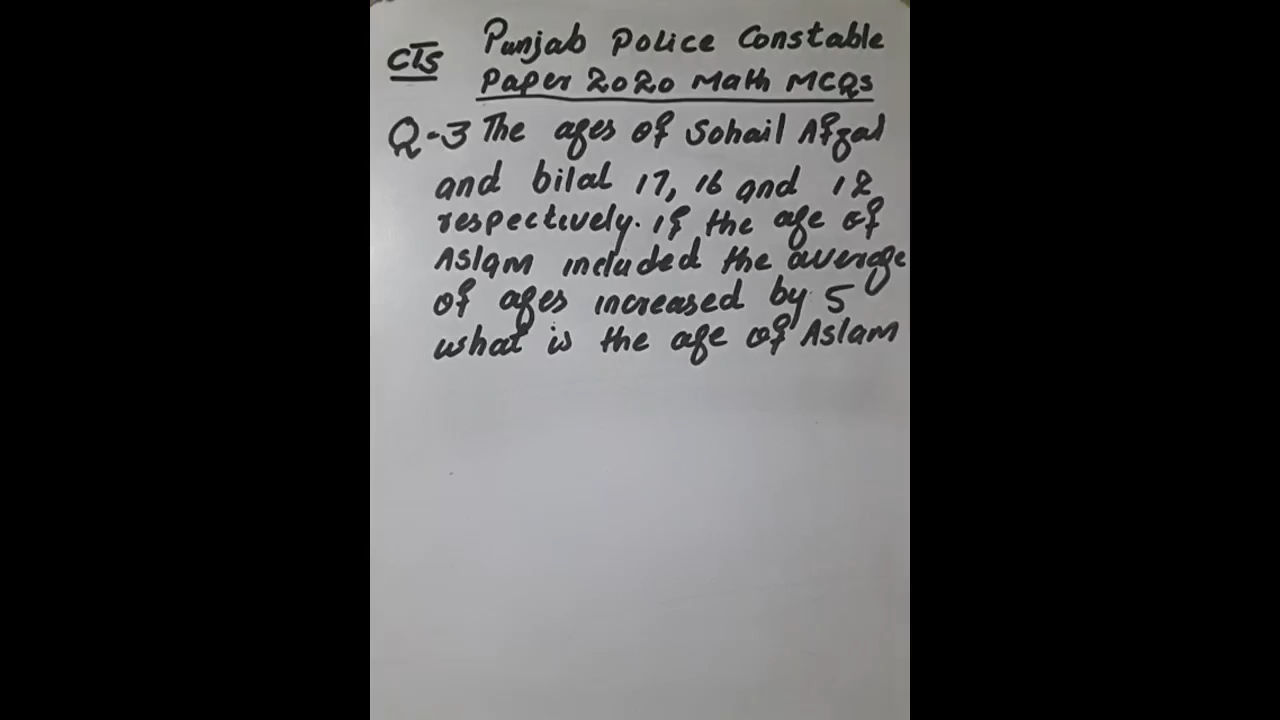 CTS
Punjab Police Constable
Paper 2020 Math MCQs
Q-3 The ages of Sohail Afzal
and bilal 17, 16 and 12
respectively. If the age of
Aslam included the average
of ages increased by 5
what is the age of Aslam